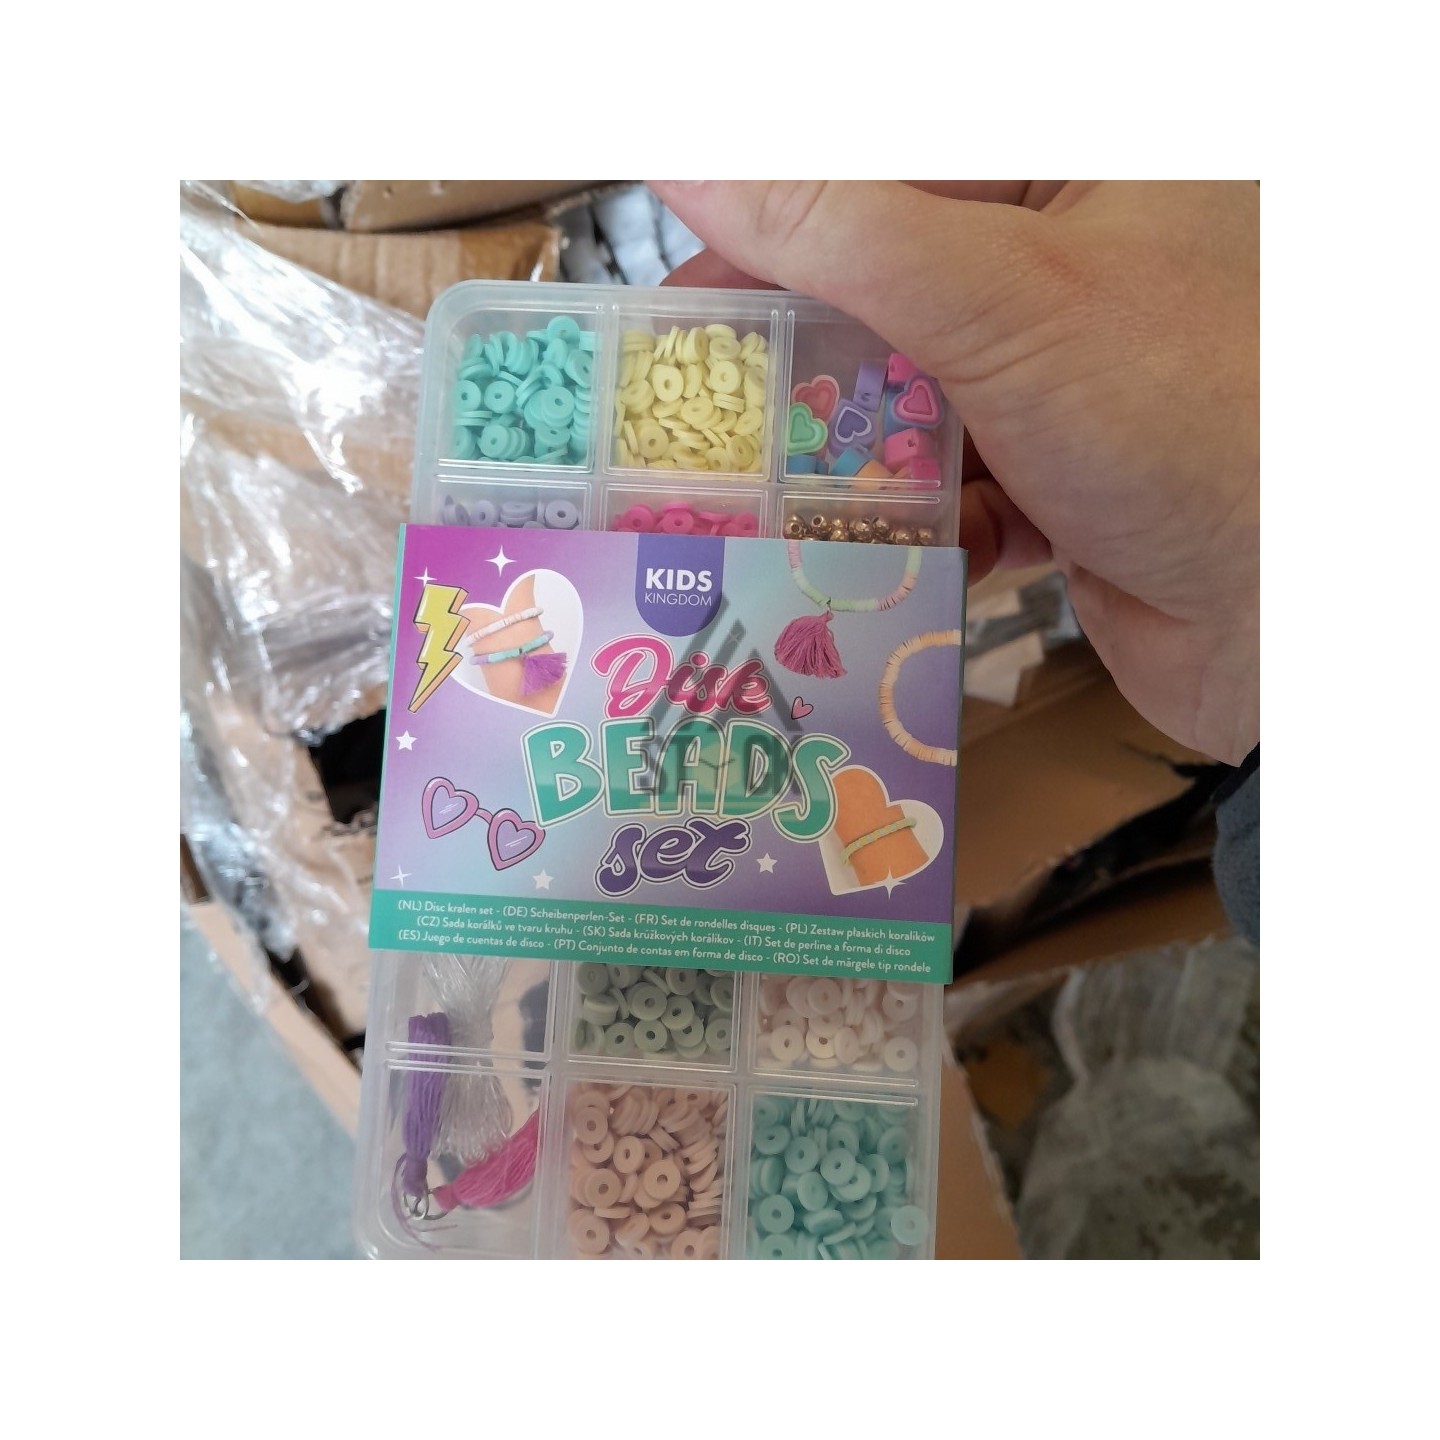 KIDS
KINGDOM
Disk
BEADS
set
(NL) Disc kralen set - (DE) Scheibenperlen-Set - (FR) Set de rondelles disques - (PL) Zestaw płaskich koralików
(CZ) Sada korálků ve tvaru kruhu - (SK) Sada krúžkových korálikov - (IT) Set de perline a forma di disco
(ES) Juego de cuentas de disco - (PT) Conjunto de contas em forma de disco - (RO) Set de mărgele tip rondele